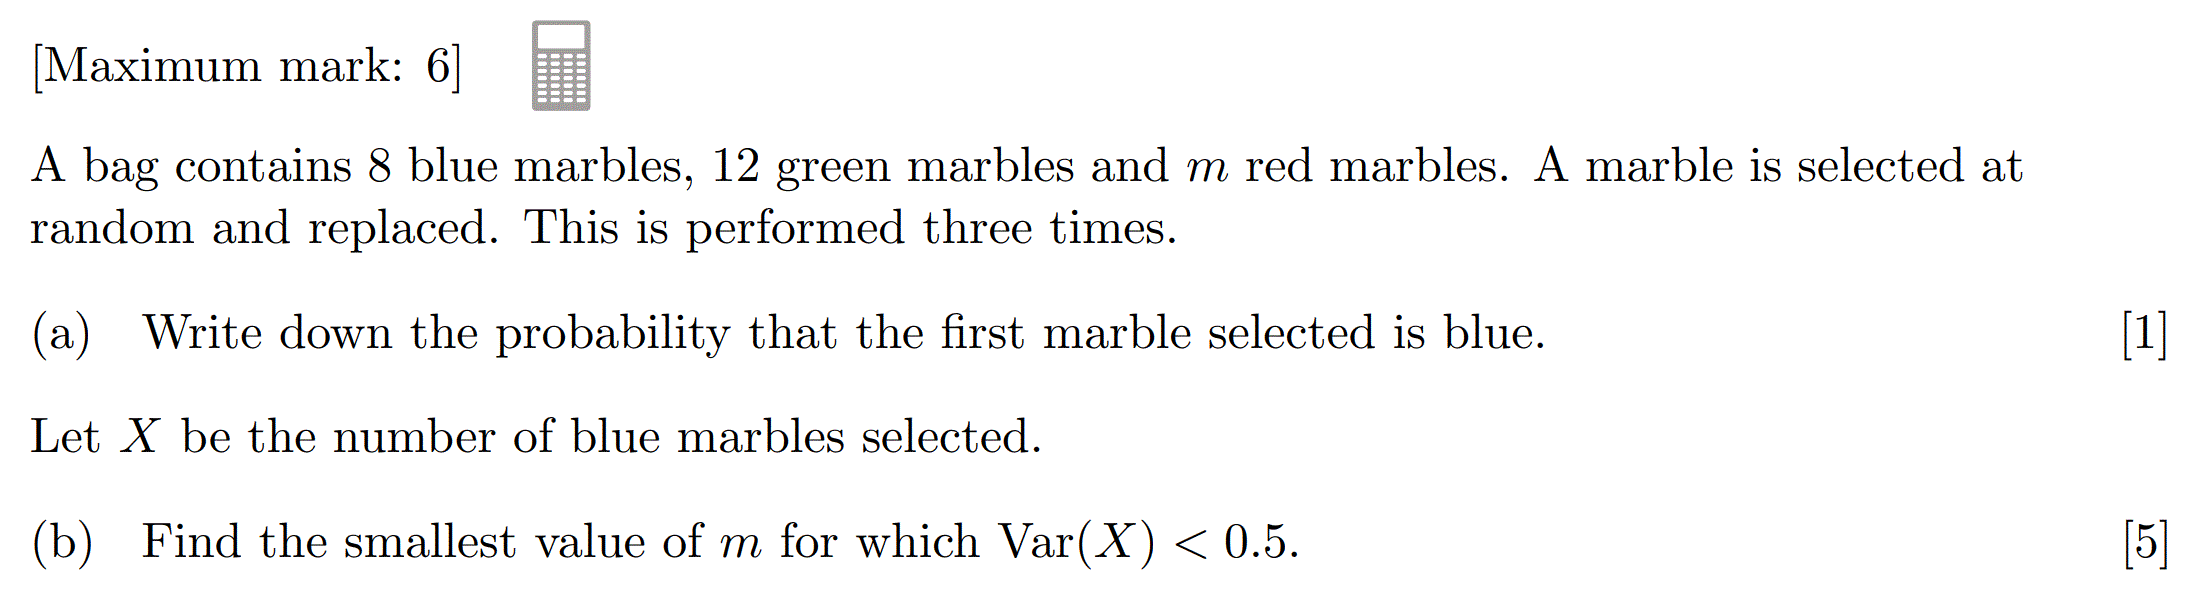 [Maximum mark: 6]
A bag contains 8 blue marbles, 12 green marbles and m red marbles. A marble is selected at
random and replaced. This is performed three times.
(a) Write down the probability that the first marble selected is blue. [1]
Let X be the number of blue marbles selected.
(b) Find the smallest value of m for which Var(X) < 0.5. [5]